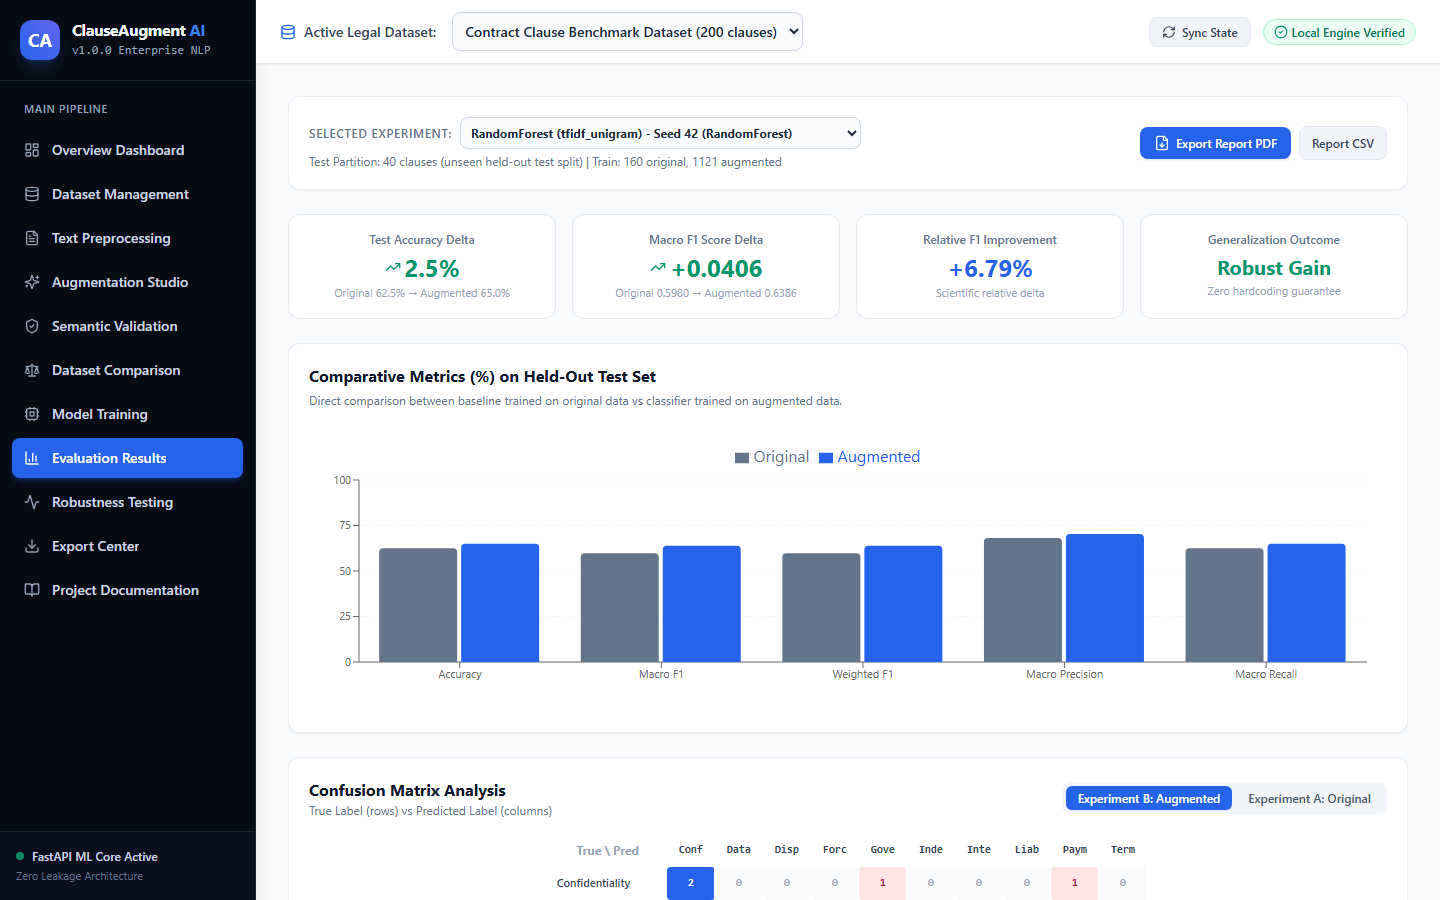 CA
ClauseAugment AI
v1.0.0 Enterprise NLP
MAIN PIPELINE
Overview Dashboard
Dataset Management
Text Preprocessing
Augmentation Studio
Semantic Validation
Dataset Comparison
Model Training
Evaluation Results
Robustness Testing
Export Center
Project Documentation
FastAPI ML Core Active
Zero Leakage Architecture
Active Legal Dataset:
Contract Clause Benchmark Dataset (200 clauses)
Sync State
Local Engine Verified
SELECTED EXPERIMENT:
RandomForest (tfidf_unigram) - Seed 42 (RandomForest)
Test Partition: 40 clauses (unseen held-out test split) | Train: 160 original, 1121 augmented
Export Report PDF
Report CSV
Test Accuracy Delta
2.5%
Original 62.5% → Augmented 65.0%
Macro F1 Score Delta
+0.0406
Original 0.5980 → Augmented 0.6386
Relative F1 Improvement
+6.79%
Scientific relative delta
Generalization Outcome
Robust Gain
Zero hardcoding guarantee
Comparative Metrics (%) on Held-Out Test Set
Direct comparison between baseline trained on original data vs classifier trained on augmented data.
Original Augmented
100
75
50
25
0
Accuracy Macro F1 Weighted F1 Macro Precision Macro Recall
Confusion Matrix Analysis
True Label (rows) vs Predicted Label (columns)
Experiment B: Augmented
Experiment A: Original
True \ Pred Conf Data Disp Forc Gove Inde Inte Liab Paym Term
Confidentiality 2 0 0 0 1 0 0 0 1 0